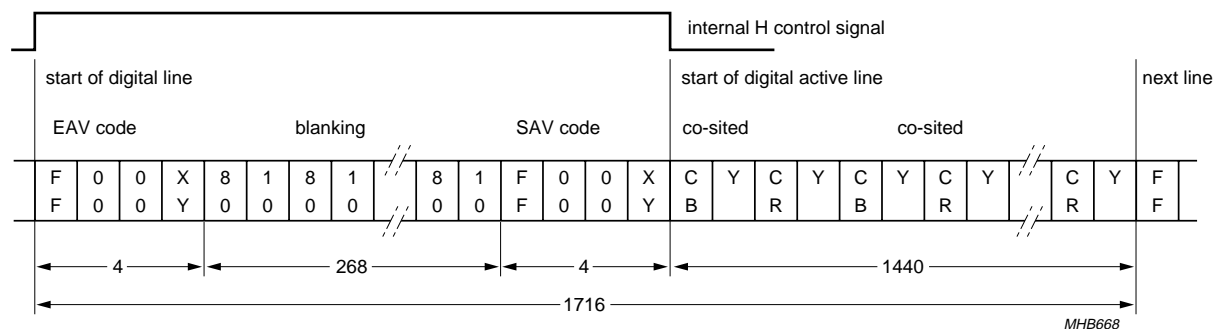 internal H control signal
start of digital line start of digital active line next line
EAV code blanking SAV code co-sited co-sited
F 0 0 X 8 1 8 1 8 1 F 0 0 X C Y C Y C Y C Y C Y F
F 0 0 Y 0 0 0 0 0 0 F 0 0 Y B R B R R F
4 268 4 1440
1716
MHB668